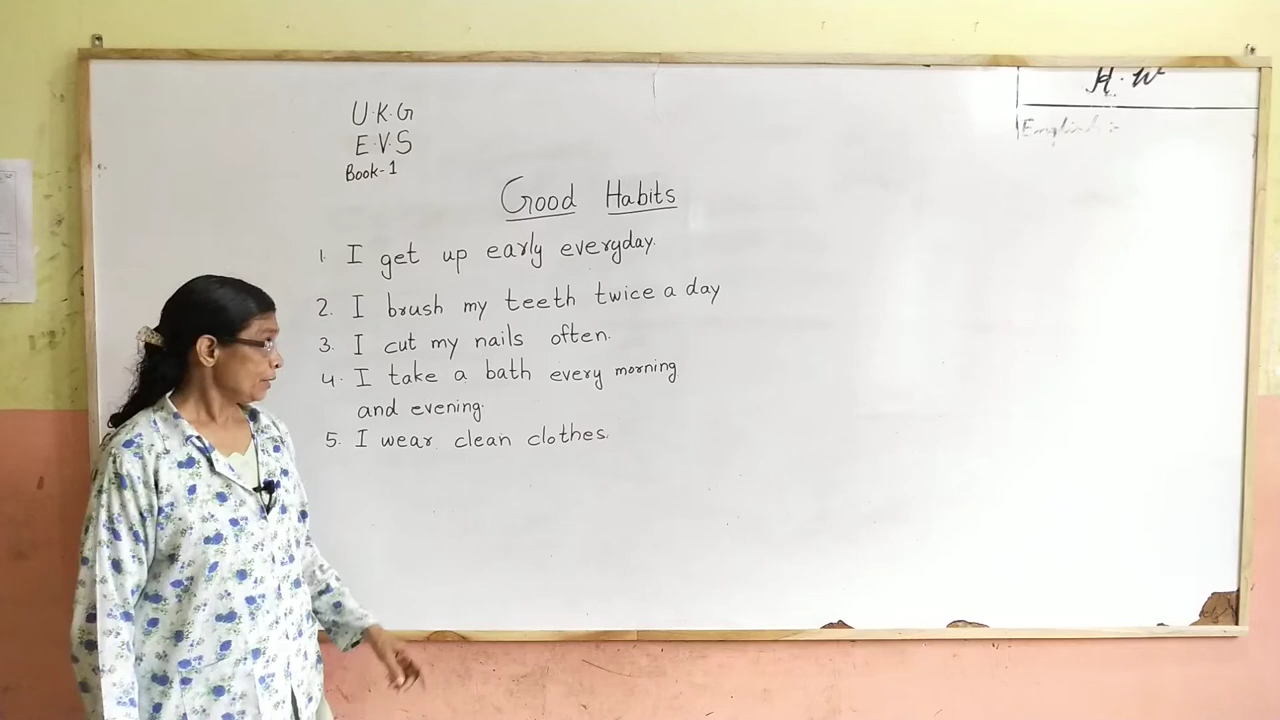 U.K.G
E.V.S
Book-1
H.W
English :
Good Habits
1. I get up early everyday.
2. I brush my teeth twice a day
3. I cut my nails often.
4. I take a bath every morning
and evening.
5. I wear clean clothes.